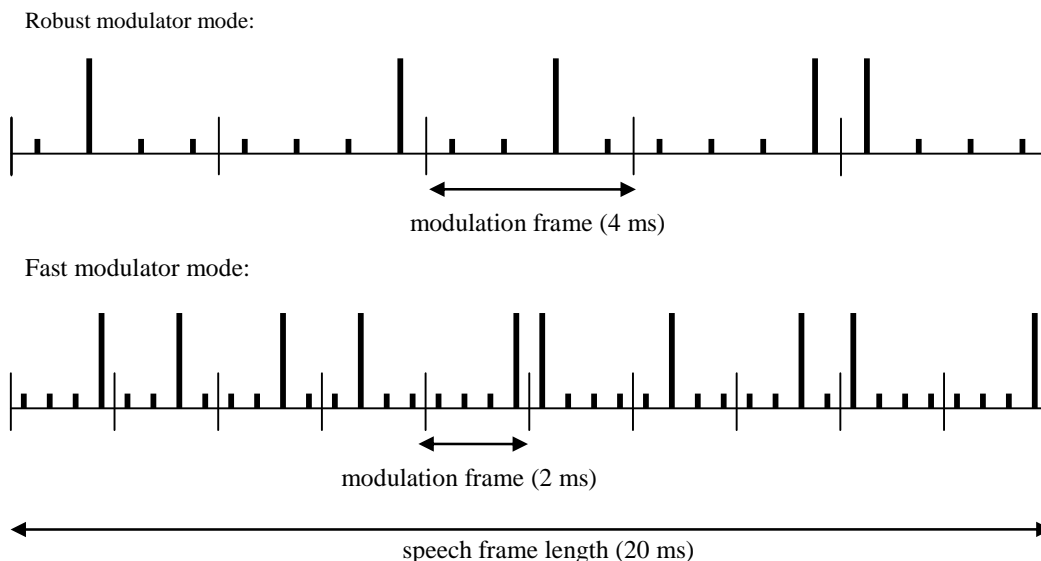 Robust modulator mode:
modulation frame (4 ms)
Fast modulator mode:
modulation frame (2 ms)
speech frame length (20 ms)